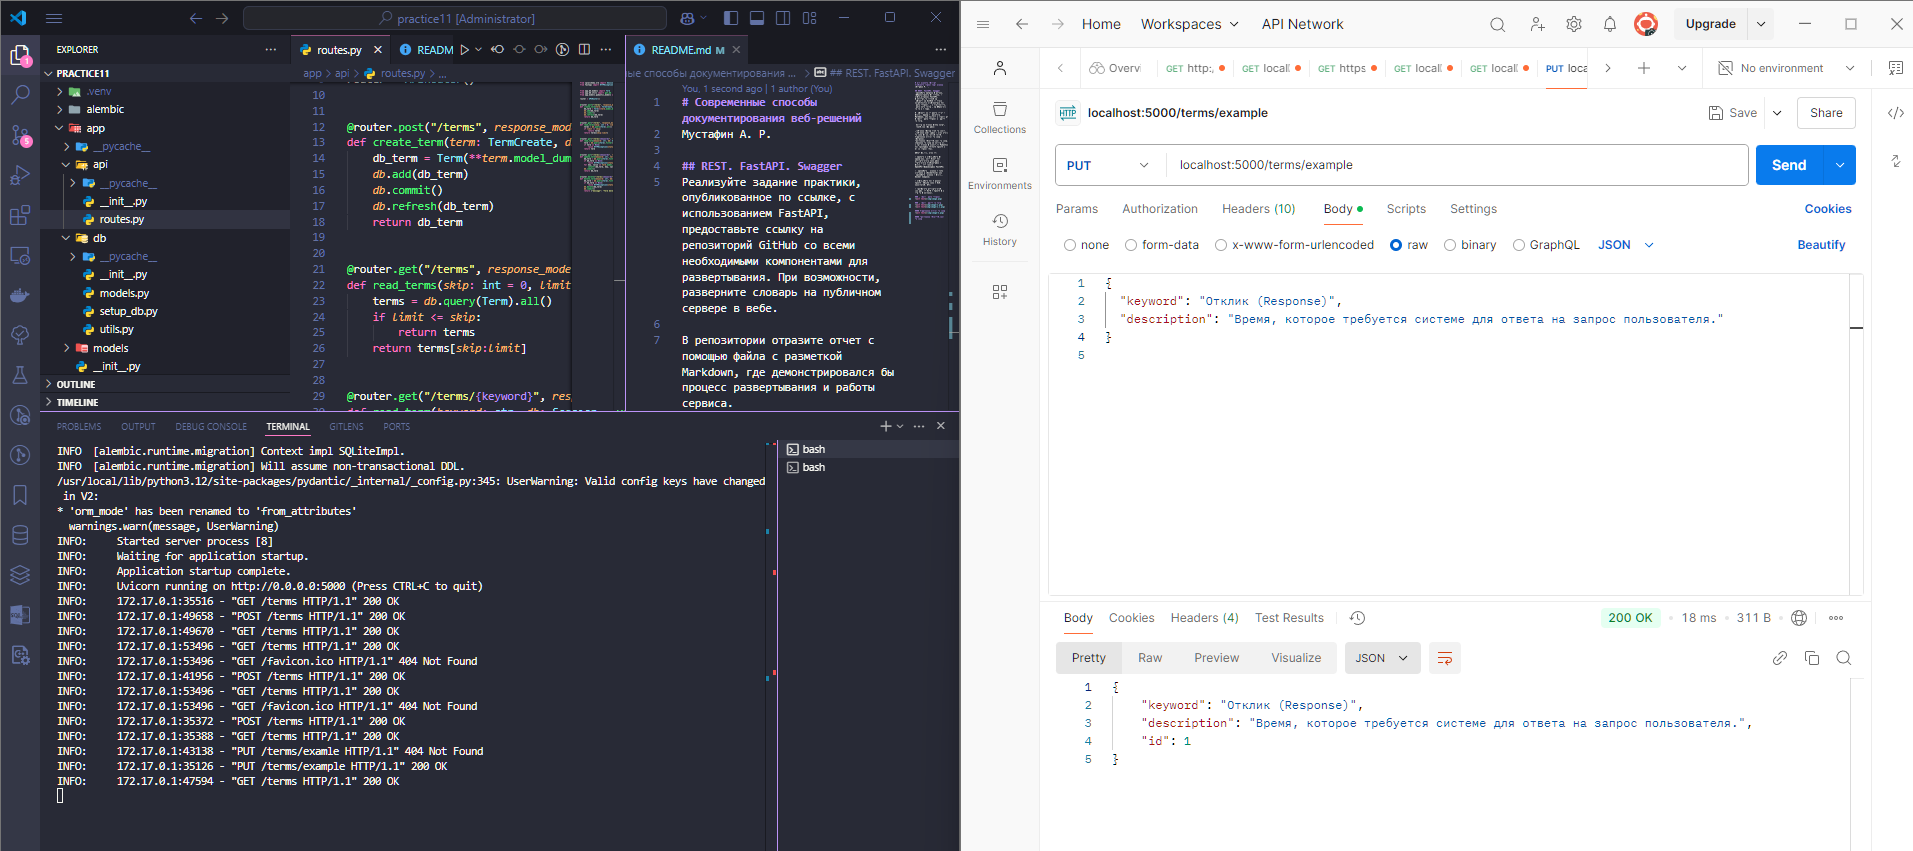 practice11 [Administrator]
EXPLORER
PRACTICE11
.venv
alembic
app
__pycache__
api
__pycache__
__init__.py
routes.py
db
__pycache__
__init__.py
models.py
setup_db.py
utils.py
models
__init__.py
OUTLINE
TIMELINE
routes.py
READM
app > api > routes.py > ...
10
11
12 @router.post("/terms", response_mod
13 def create_term(term: TermCreate, d
14 db_term = Term(**term.model_dum
15 db.add(db_term)
16 db.commit()
17 db.refresh(db_term)
18 return db_term
19
20
21 @router.get("/terms", response_mode
22 def read_terms(skip: int = 0, limit
23 terms = db.query(Term).all()
24 if limit <= skip:
25 return terms
26 return terms[skip:limit]
27
28
29 @router.get("/terms/{keyword}", res
README.md M
ные способы документирования ... > ## REST. FastAPI. Swagger
You, 1 second ago | 1 author (You)
1 # Современные способы
документирования веб-решений
2 Мустафин А. Р.
3
4 ## REST. FastAPI. Swagger
5 Реализуйте задание практики,
опубликованное по ссылке, с
использованием FastAPI,
предоставьте ссылку на
репозиторий GitHub со всеми
необходимыми компонентами для
развертывания. При возможности,
разверните словарь на публичном
сервере в вебе.
6
7 В репозитории отразите отчет с
помощью файла с разметкой
Markdown, где демонстрировался бы
процесс развертывания и работы
сервиса.
PROBLEMS OUTPUT DEBUG CONSOLE TERMINAL GITLENS PORTS
bash
bash
INFO [alembic.runtime.migration] Context impl SQLiteImpl.
INFO [alembic.runtime.migration] Will assume non-transactional DDL.
/usr/local/lib/python3.12/site-packages/pydantic/_internal/_config.py:345: UserWarning: Valid config keys have changed
in V2:
* 'orm_mode' has been renamed to 'from_attributes'
warnings.warn(message, UserWarning)
INFO: Started server process [8]
INFO: Waiting for application startup.
INFO: Application startup complete.
INFO: Uvicorn running on http://0.0.0.0:5000 (Press CTRL+C to quit)
INFO: 172.17.0.1:35516 - "GET /terms HTTP/1.1" 200 OK
INFO: 172.17.0.1:49658 - "POST /terms HTTP/1.1" 200 OK
INFO: 172.17.0.1:49670 - "GET /terms HTTP/1.1" 200 OK
INFO: 172.17.0.1:53496 - "GET /terms HTTP/1.1" 200 OK
INFO: 172.17.0.1:53496 - "GET /favicon.ico HTTP/1.1" 404 Not Found
INFO: 172.17.0.1:41956 - "POST /terms HTTP/1.1" 200 OK
INFO: 172.17.0.1:53496 - "GET /terms HTTP/1.1" 200 OK
INFO: 172.17.0.1:53496 - "GET /favicon.ico HTTP/1.1" 404 Not Found
INFO: 172.17.0.1:35372 - "POST /terms HTTP/1.1" 200 OK
INFO: 172.17.0.1:35388 - "GET /terms HTTP/1.1" 200 OK
INFO: 172.17.0.1:43138 - "PUT /terms/examle HTTP/1.1" 404 Not Found
INFO: 172.17.0.1:35126 - "PUT /terms/example HTTP/1.1" 200 OK
INFO: 172.17.0.1:47594 - "GET /terms HTTP/1.1" 200 OK
Home Workspaces API Network Upgrade
Overvi GET http:, GET locall GET https GET locall GET locall PUT loca No environment
Collections
Environments
History
HTTP localhost:5000/terms/example Save Share
PUT localhost:5000/terms/example Send
Params Authorization Headers (10) Body Scripts Settings Cookies
none form-data x-www-form-urlencoded raw binary GraphQL JSON Beautify
1 {
2 "keyword": "Отклик (Response)",
3 "description": "Время, которое требуется системе для ответа на запрос пользователя."
4 }
5
Body Cookies Headers (4) Test Results 200 OK 18 ms 311 B
Pretty Raw Preview Visualize JSON
1 {
2 "keyword": "Отклик (Response)",
3 "description": "Время, которое требуется системе для ответа на запрос пользователя.",
4 "id": 1
5 }